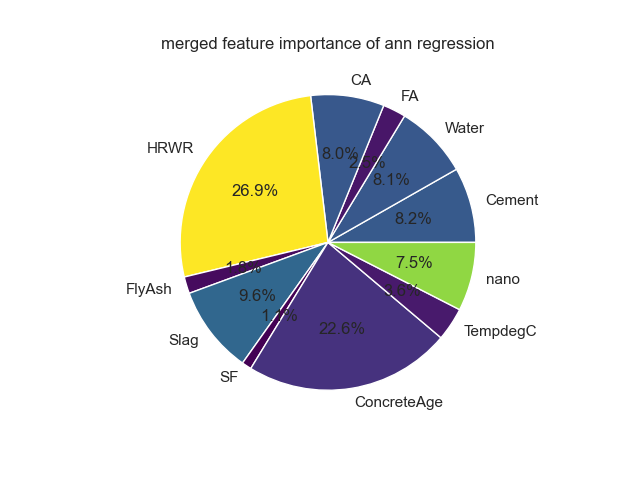 merged feature importance of ann regression
CA
FA
HRWR
Water
8.0%
8.1%
26.9%
Cement
8.2%
7.5%
nano
FlyAsh
9.6%
1.1%
22.6%
TempdegC
Slag
SF
ConcreteAge